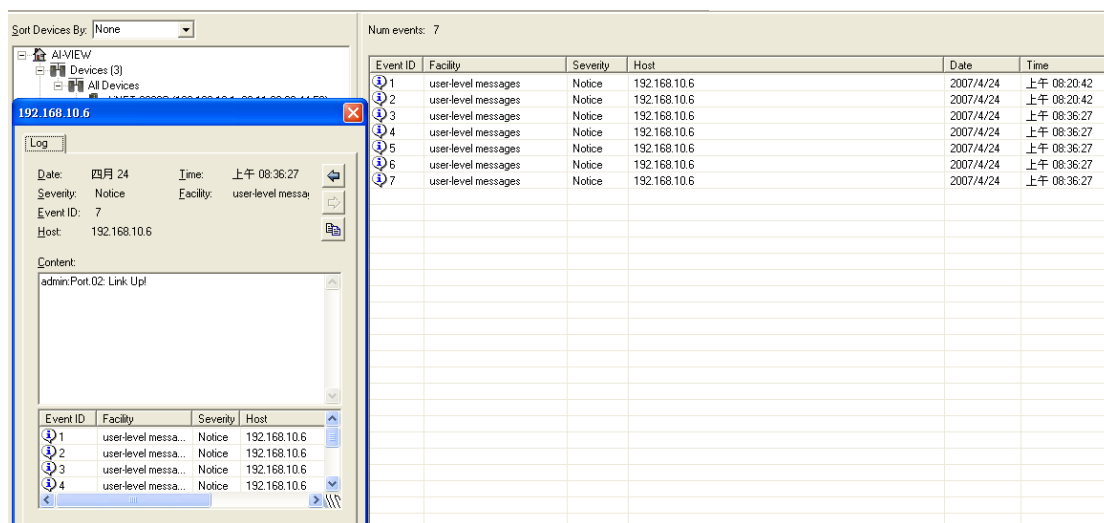 Sort Devices By: None
Num events: 7
AI-VIEW
Devices (3)
All Devices
Event ID Facility Severity Host Date Time
1 user-level messages Notice 192.168.10.6 2007/4/24 上午 08:20:42
2 user-level messages Notice 192.168.10.6 2007/4/24 上午 08:20:42
3 user-level messages Notice 192.168.10.6 2007/4/24 上午 08:36:27
4 user-level messages Notice 192.168.10.6 2007/4/24 上午 08:36:27
5 user-level messages Notice 192.168.10.6 2007/4/24 上午 08:36:27
6 user-level messages Notice 192.168.10.6 2007/4/24 上午 08:36:27
7 user-level messages Notice 192.168.10.6 2007/4/24 上午 08:36:27
192.168.10.6
Log
Date: 四月 24 Time: 上午 08:36:27
Severity: Notice Facility: user-level messa
Event ID: 7
Host: 192.168.10.6
Content:
admin:Port.02: Link Up!
Event ID Facility Severity Host
1 user-level messa... Notice 192.168.10.6
2 user-level messa... Notice 192.168.10.6
3 user-level messa... Notice 192.168.10.6
4 user-level messa... Notice 192.168.10.6